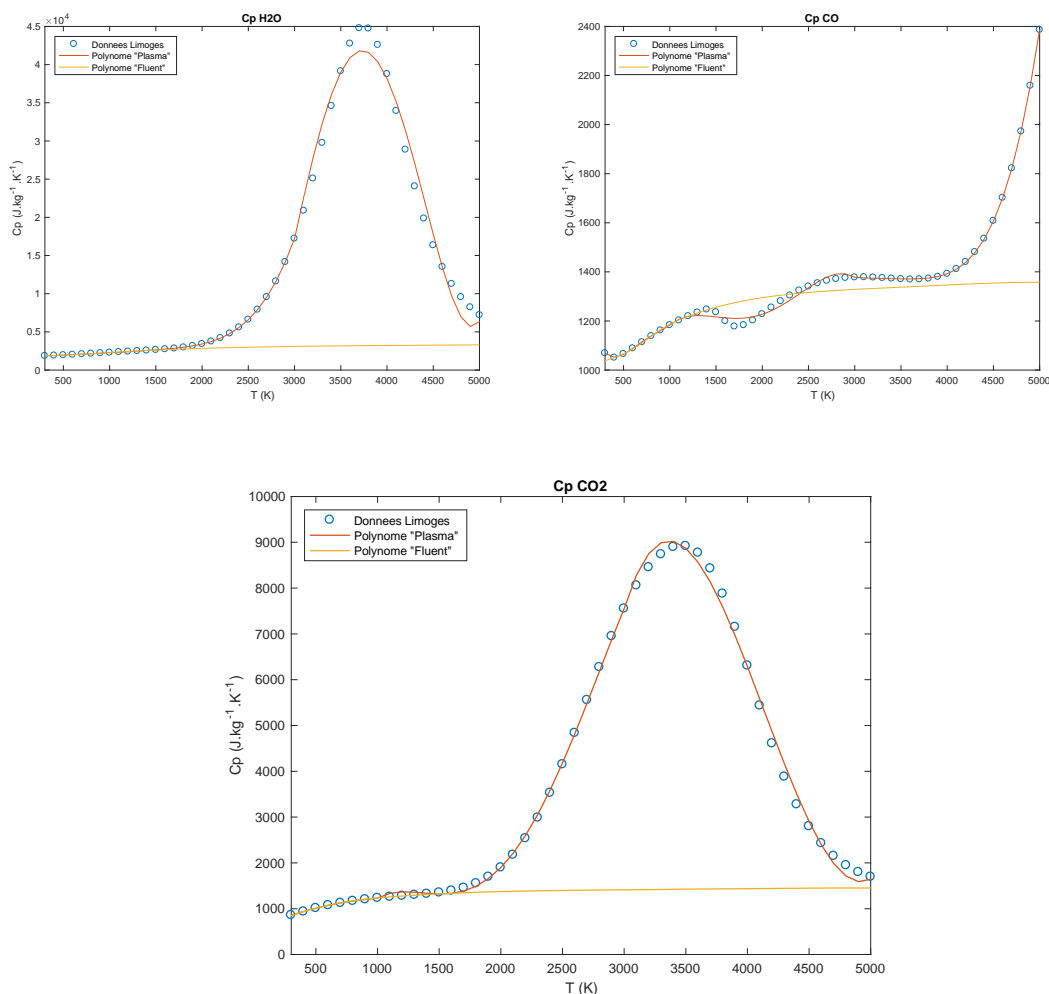 Cp H2O
×10⁴
4.5
4
3.5
3
2.5
2
1.5
1
0.5
0
Cp (J.kg⁻¹.K⁻¹)
Donnees Limoges
Polynome "Plasma"
Polynome "Fluent"
500 1000 1500 2000 2500 3000 3500 4000 4500 5000
T (K)
Cp CO
2400
2200
2000
1800
1600
1400
1200
1000
Cp (J.kg⁻¹.K⁻¹)
Donnees Limoges
Polynome "Plasma"
Polynome "Fluent"
500 1000 1500 2000 2500 3000 3500 4000 4500 5000
T (K)
Cp CO2
10000
9000
8000
7000
6000
5000
4000
3000
2000
1000
0
Cp (J.kg⁻¹.K⁻¹)
Donnees Limoges
Polynome "Plasma"
Polynome "Fluent"
500 1000 1500 2000 2500 3000 3500 4000 4500 5000
T (K)